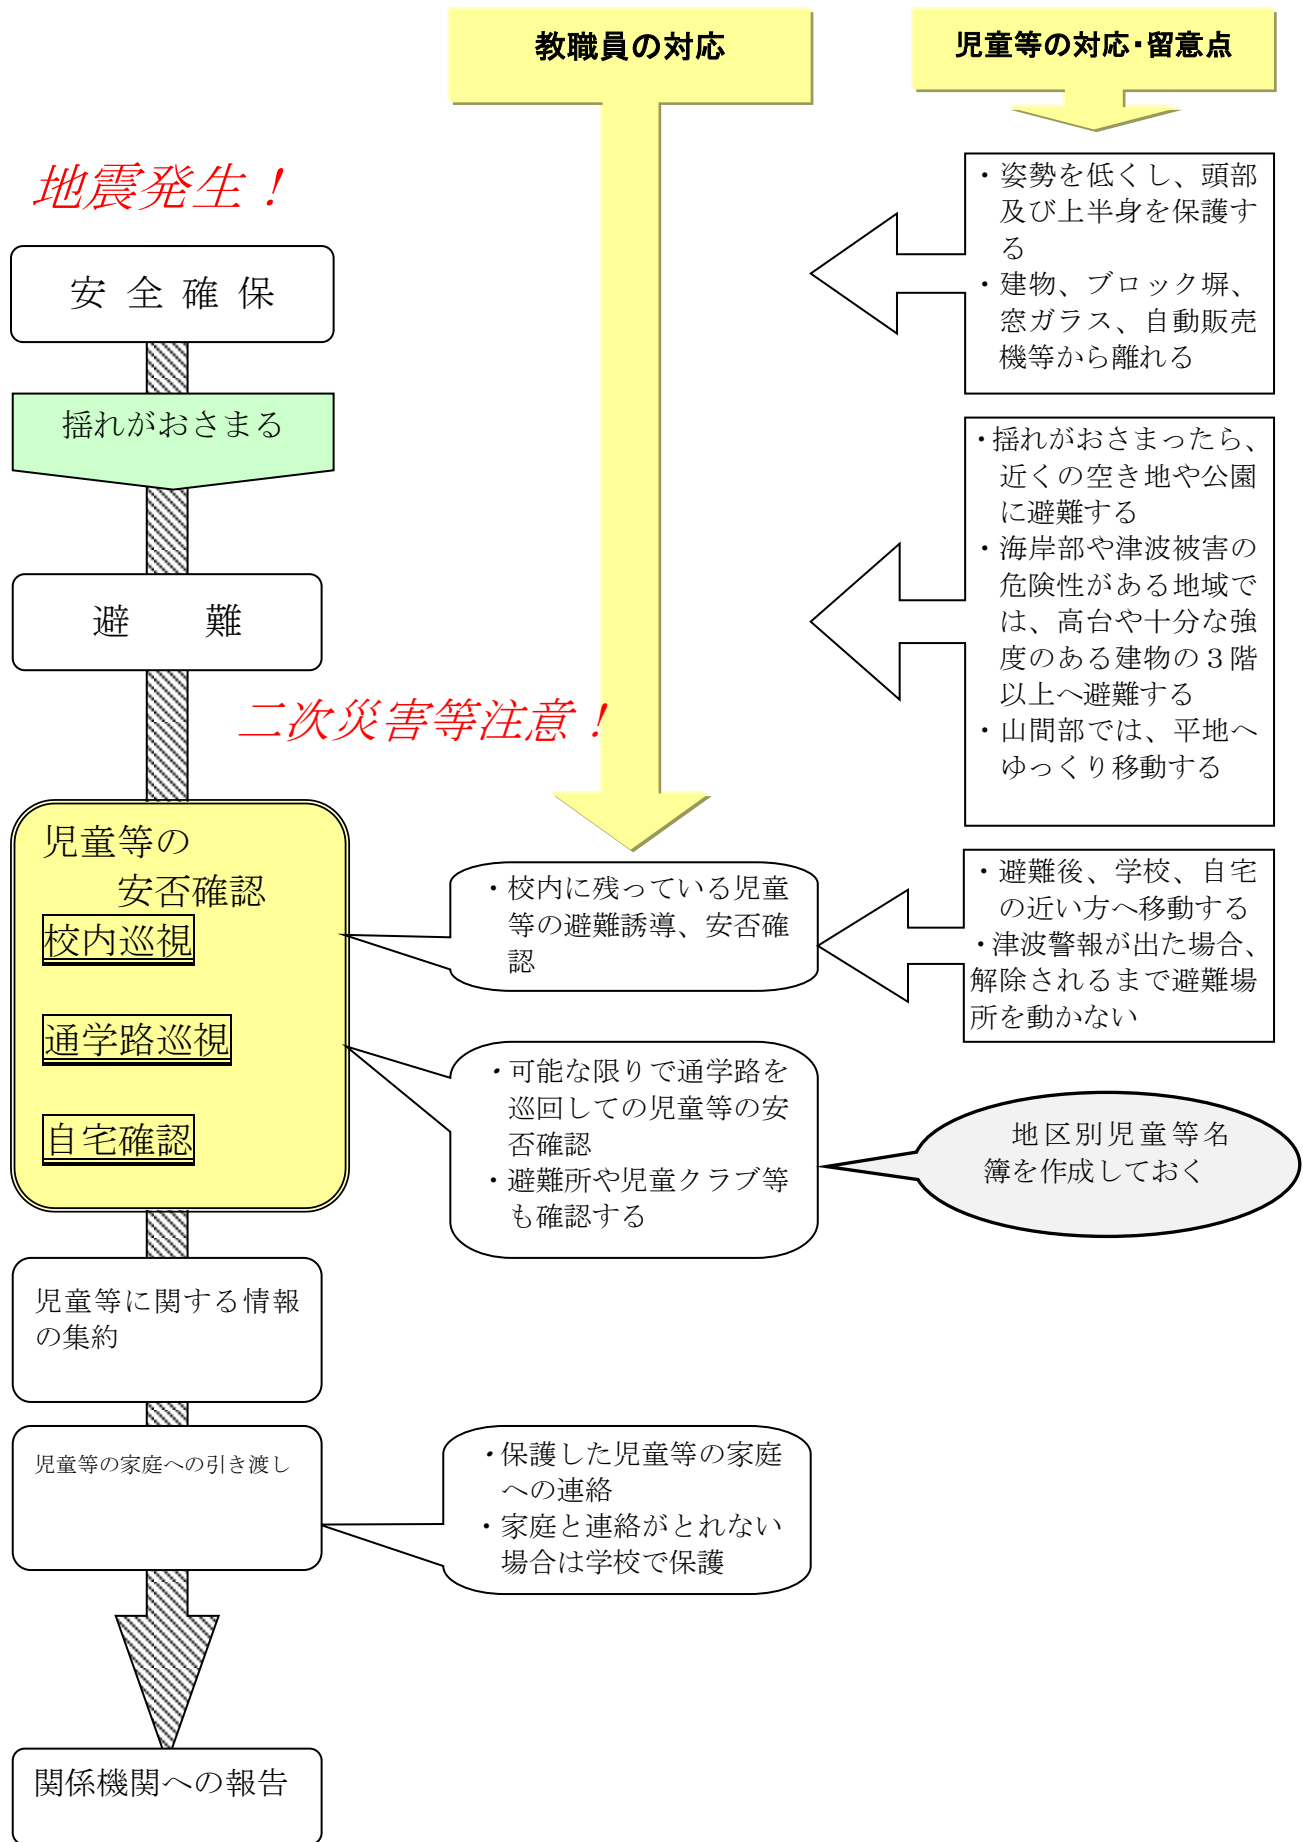 教職員の対応
児童等の対応・留意点
地震発生！
安全確保
揺れがおさまる
避　難
二次災害等注意！
児童等の
安否確認
校内巡視
通学路巡視
自宅確認
児童等に関する情報
の集約
児童等の家庭への引き渡し
関係機関への報告
・校内に残っている児童
等の避難誘導、安否確
認
・可能な限りで通学路を
巡回しての児童等の安
否確認
・避難所や児童クラブ等
も確認する
・保護した児童等の家庭
への連絡
・家庭と連絡がとれない
場合は学校で保護
・姿勢を低くし、頭部
及び上半身を保護す
る
・建物、ブロック塀、
窓ガラス、自動販売
機等から離れる
・揺れがおさまったら、
近くの空き地や公園
に避難する
・海岸部や津波被害の
危険性がある地域で
は、高台や十分な強
度のある建物の３階
以上へ避難する
・山間部では、平地へ
ゆっくり移動する
・避難後、学校、自宅
の近い方へ移動する
・津波警報が出た場合、
解除されるまで避難場
所を動かない
地区別児童等名
簿を作成しておく